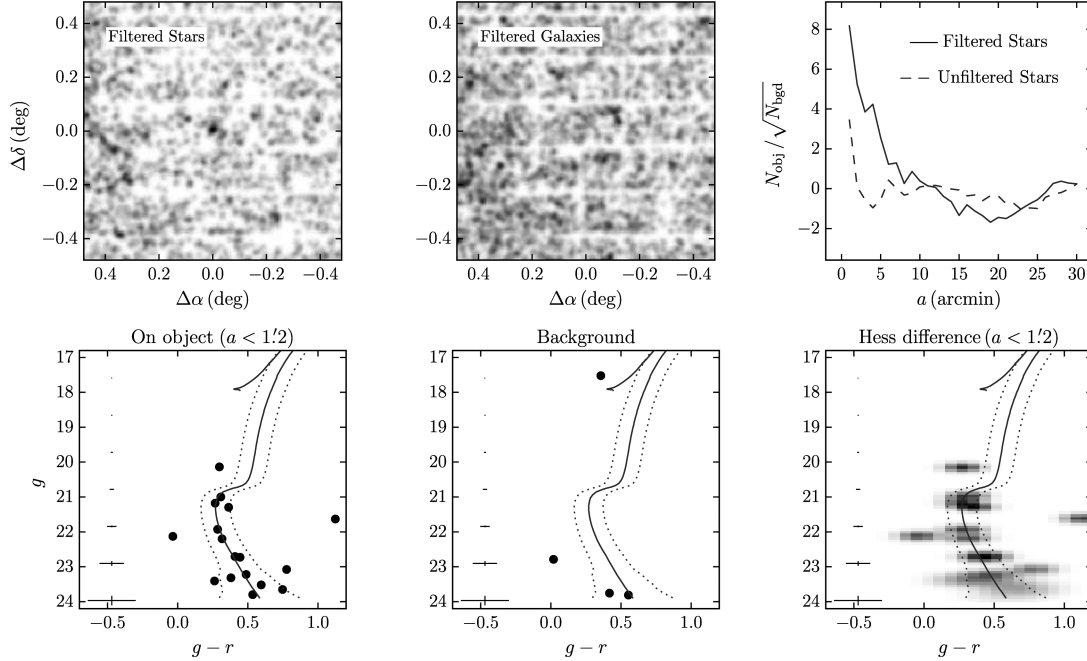 Filtered Stars
Δδ (deg)
0.4
0.2
0.0
−0.2
−0.4
0.4 0.2 0.0 −0.2 −0.4
Δα (deg)
Filtered Galaxies
0.4
0.2
0.0
−0.2
−0.4
0.4 0.2 0.0 −0.2 −0.4
Δα (deg)
Filtered Stars
Unfiltered Stars
N_obj / √N_bgd
8
6
4
2
0
−2
0 5 10 15 20 25 30
a (arcmin)
On object (a < 1.′2)
g
17
18
19
20
21
22
23
24
−0.5 0.0 0.5 1.0
g − r
Background
17
18
19
20
21
22
23
24
−0.5 0.0 0.5 1.0
g − r
Hess difference (a < 1.′2)
17
18
19
20
21
22
23
24
−0.5 0.0 0.5 1.0
g − r